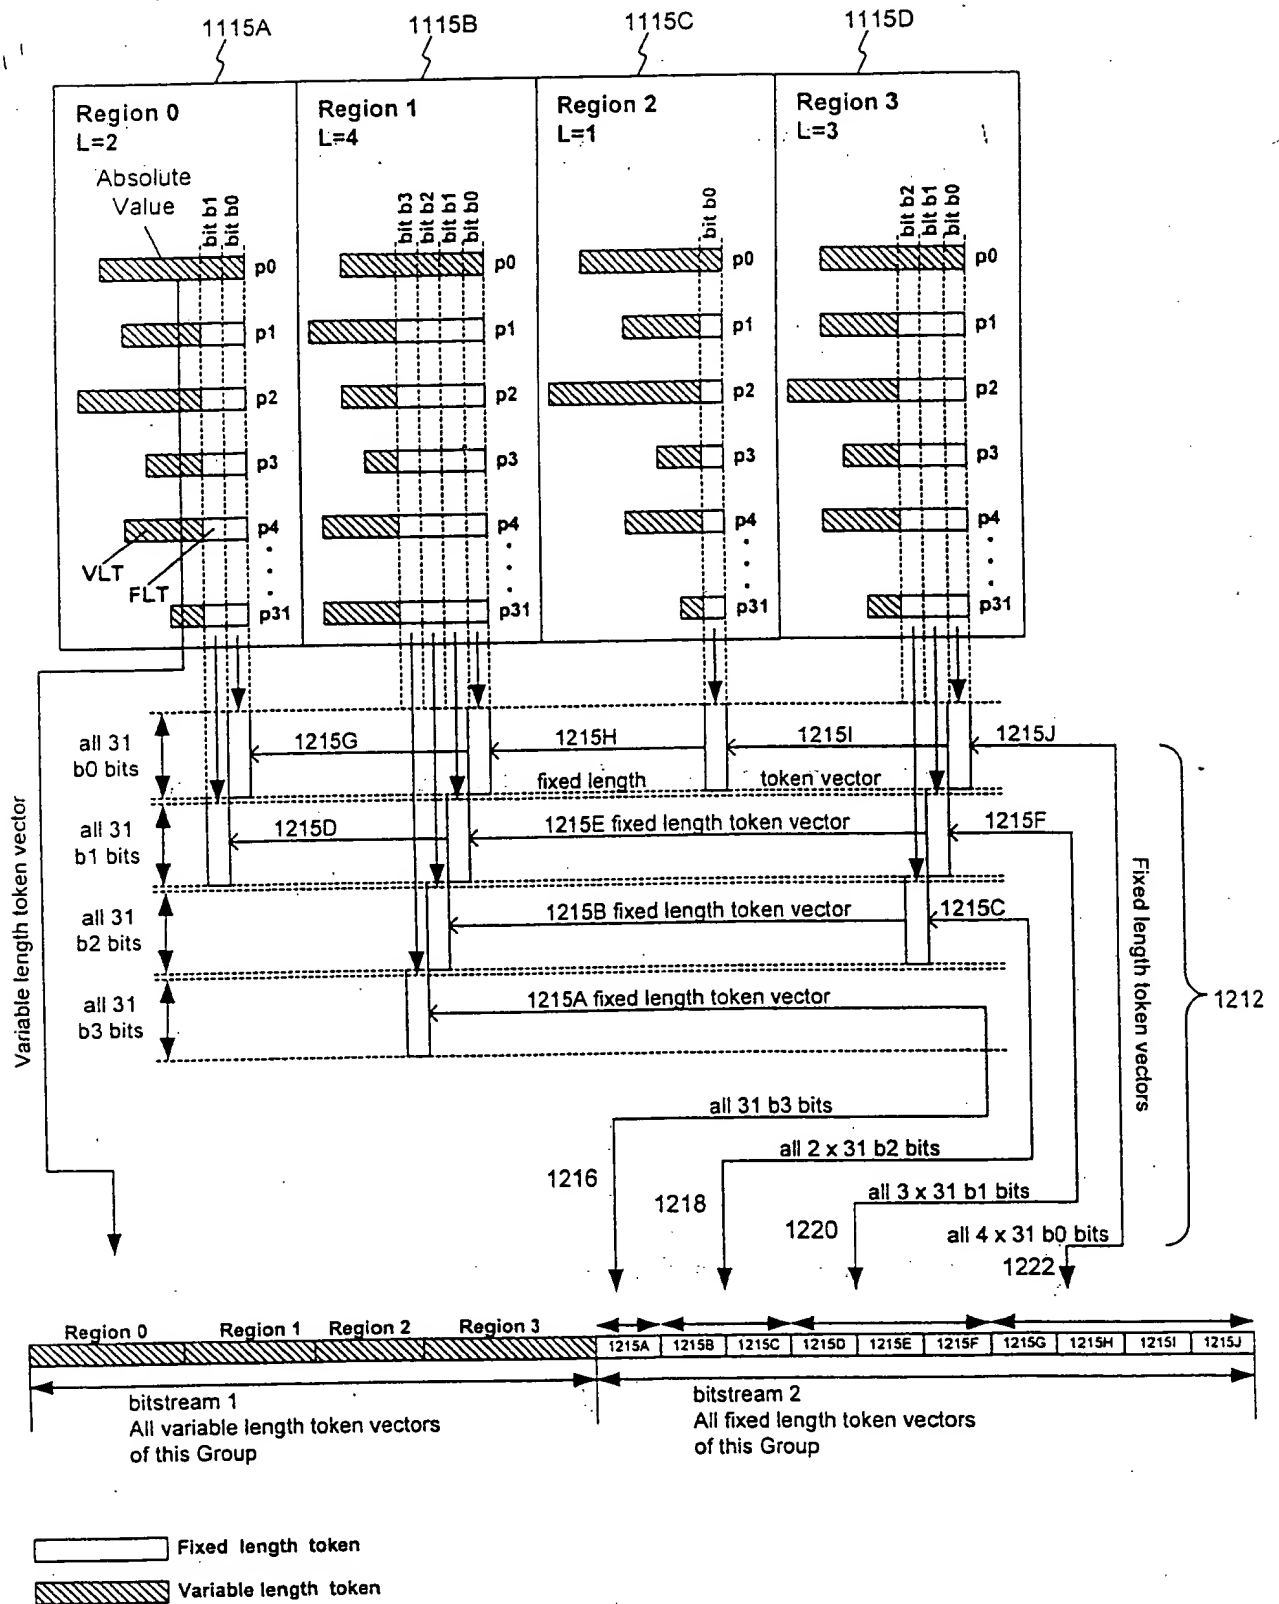 1115A
1115B
1115C
1115D
Region 0
L=2
Region 1
L=4
Region 2
L=1
Region 3
L=3
Absolute
Value
bit b1
bit b0
bit b3
bit b2
bit b1
bit b0
bit b0
bit b2
bit b1
bit b0
p0
p0
p0
p0
p1
p1
p1
p1
p2
p2
p2
p2
p3
p3
p3
p3
p4
p4
p4
p4
VLT
FLT
p31
p31
p31
p31
all 31
b0 bits
1215G
1215H
1215I
1215J
fixed length
token vector
all 31
b1 bits
1215D
1215E fixed length token vector
1215F
all 31
b2 bits
1215B fixed length token vector
1215C
all 31
b3 bits
1215A fixed length token vector
Variable length token vector
Fixed length token vectors
1212
all 31 b3 bits
1216
all 2 x 31 b2 bits
1218
all 3 x 31 b1 bits
1220
all 4 x 31 b0 bits
1222
Region 0
Region 1
Region 2
Region 3
1215A
1215B
1215C
1215D
1215E
1215F
1215G
1215H
1215I
1215J
bitstream 1
All variable length token vectors
of this Group
bitstream 2
All fixed length token vectors
of this Group
Fixed length token
Variable length token